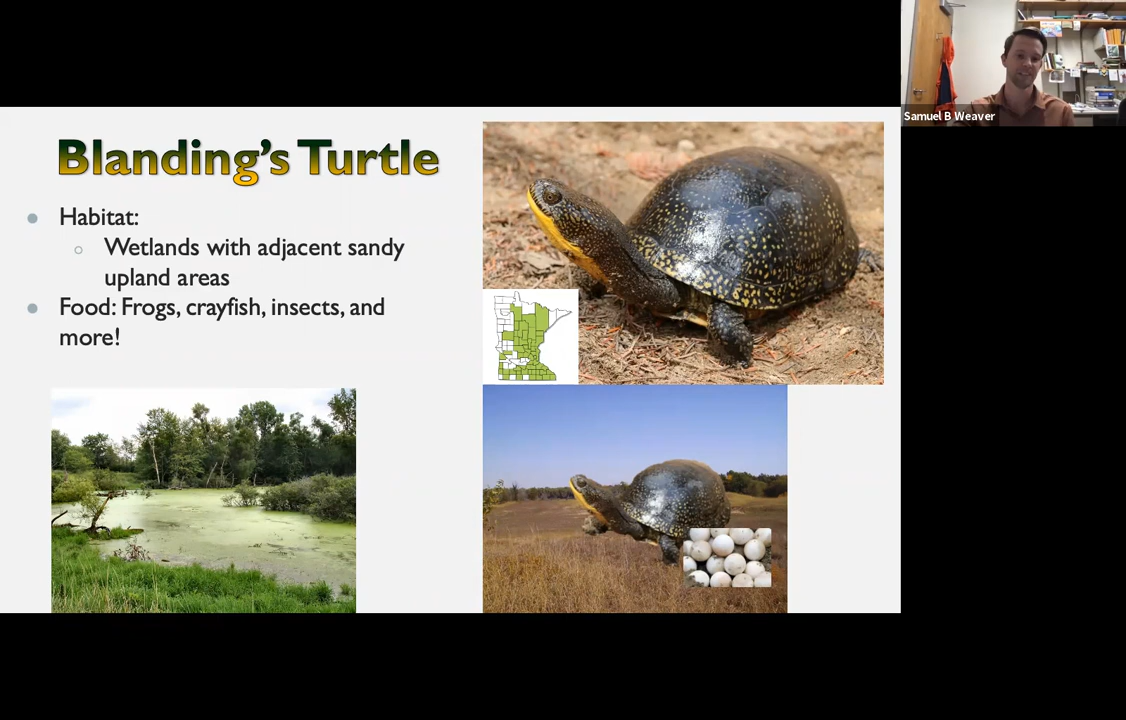 Samuel B Weaver
Blanding's Turtle
Habitat:
Wetlands with adjacent sandy
upland areas
Food: Frogs, crayfish, insects, and
more!